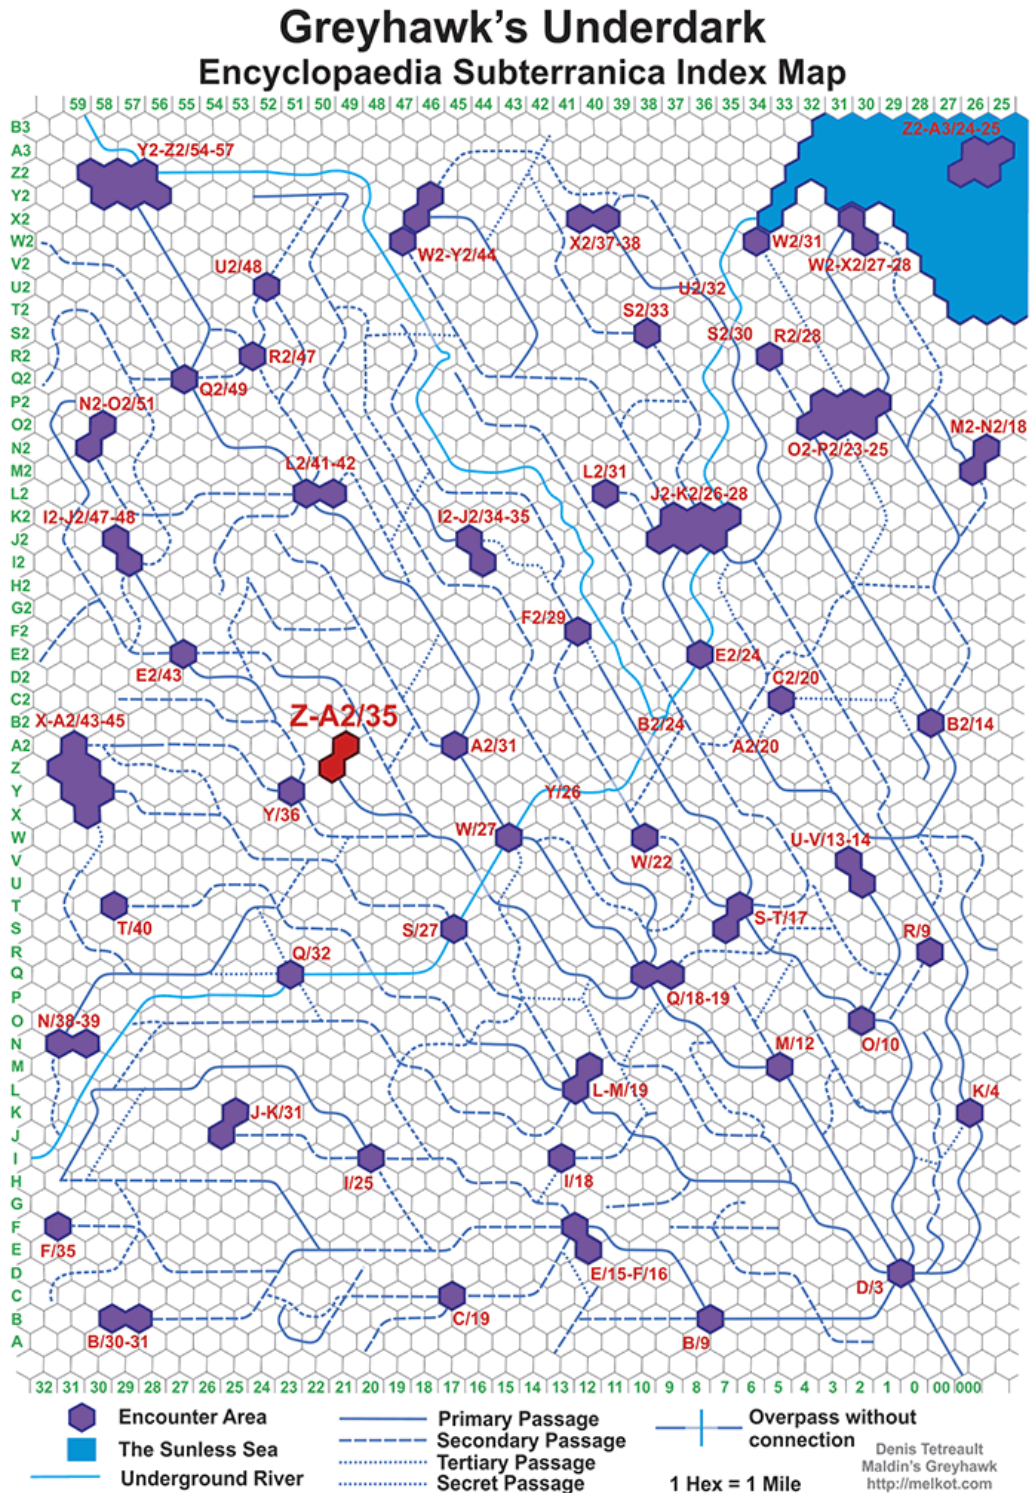 Greyhawk's Underdark
Encyclopaedia Subterranica Index Map
59 58 57 56 55 54 53 52 51 50 49 48 47 46 45 44 43 42 41 40 39 38 37 36 35 34 33 32 31 30 29 28 27 26 25
B3
Z2-A3/24-25
A3
Y2-Z2/54-57
Z2
Y2
X2
W2
X2/37-38
W2/31
W2-Y2/44
V2
U2/48
W2-X2/27-28
U2
U2/32
T2
S2/33
S2
S2/30
R2/28
R2
R2/47
Q2
Q2/49
P2
N2-O2/51
O2
M2-N2/18
N2
O2-P2/23-25
M2
L2/41-42
L2/31
L2
J2-K2/26-28
K2
I2-J2/47-48
I2-J2/34-35
J2
I2
H2
G2
F2/29
F2
E2
E2/24
E2/43
D2
C2/20
C2
Z-A2/35
B2
X-A2/43-45
B2/24
B2/14
A2
A2/31
A2/20
Z
Y
Y/26
Y/36
X
W
W/27
U-V/13-14
V
W/22
U
T
S-T/17
T/40
S
S/27
R/9
R
Q/32
Q
P
Q/18-19
O
N/38-39
N
O/10
M/12
M
L
L-M/19
K/4
K
J-K/31
J
I
H
I/25
I/18
G
F
E
F/35
D
E/15-F/16
D/3
C
B
C/19
A
B/30-31
B/9
32 31 30 29 28 27 26 25 24 23 22 21 20 19 18 17 16 15 14 13 12 11 10 9 8 7 6 5 4 3 2 1 0 00 000
Encounter Area
The Sunless Sea
Underground River
Primary Passage
Secondary Passage
Tertiary Passage
Secret Passage
Overpass without
connection
1 Hex = 1 Mile
Denis Tetreault
Maldin's Greyhawk
http://melkot.com